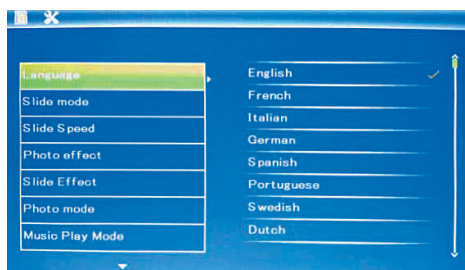 Language
Slide mode
Slide Speed
Photo effect
Slide Effect
Photo mode
Music Play Mode
English
French
Italian
German
Spanish
Portuguese
Swedish
Dutch